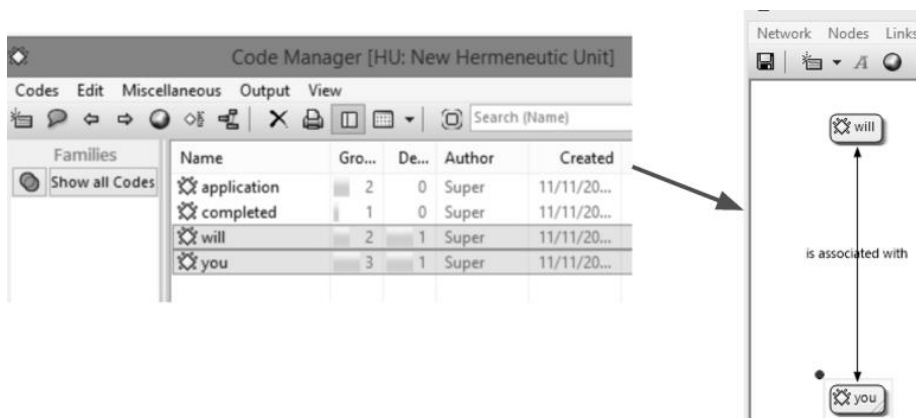 Code Manager [HU: New Hermeneutic Unit]
Codes Edit Miscellaneous Output View
Search (Name)
Families
Show all Codes
Name Gro... De... Author Created
application 2 0 Super 11/11/20...
completed 1 0 Super 11/11/20...
will 2 1 Super 11/11/20...
you 3 1 Super 11/11/20...
Network Nodes Links
A
will
is associated with
you